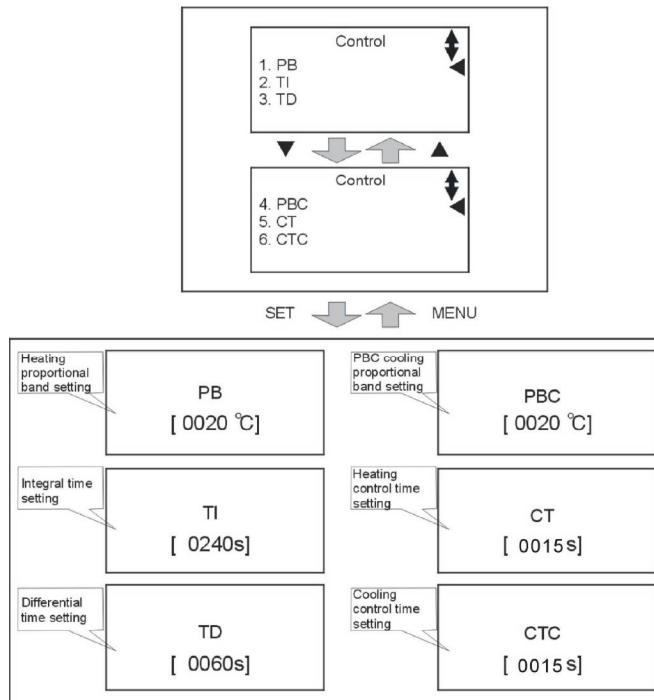 Control
1. PB
2. TI
3. TD
▼ ▲
Control
4. PBC
5. CT
6. CTC
SET MENU
Heating
proportional
band setting
PB
[ 0020 ℃]
PBC cooling
proportional
band setting
PBC
[ 0020 ℃]
Integral time
setting
TI
[ 0240s]
Heating
control time
setting
CT
[ 0015s]
Differential
time setting
TD
[ 0060s]
Cooling
control time
setting
CTC
[ 0015s]